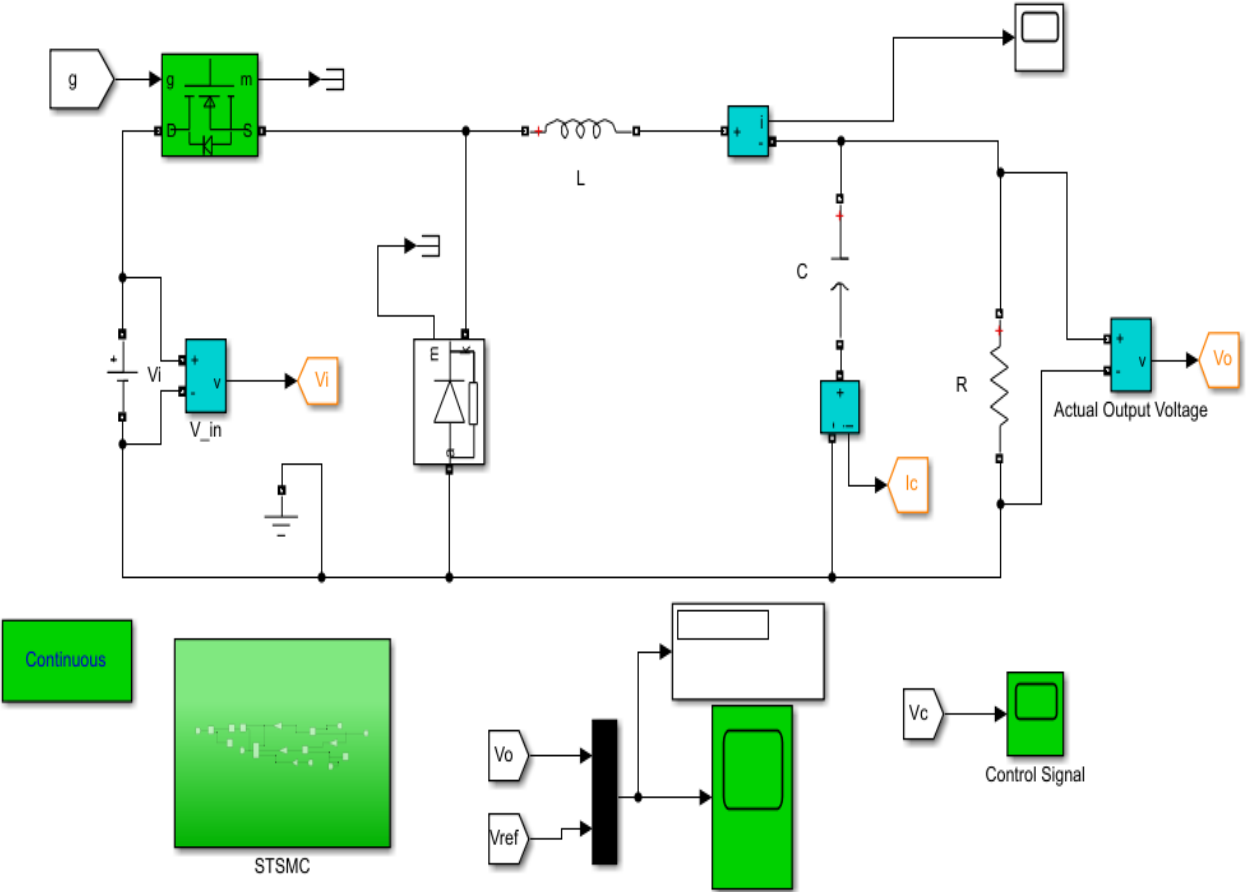 g
g
m
D
S
L
i
+
-
C
+
-
i
Ic
R
+
-
v
Vo
Actual Output Voltage
+
Vi
+
-
v
V_in
Vi
m
k
a
Continuous
STSMC
Vo
Vref
Vc
Control Signal